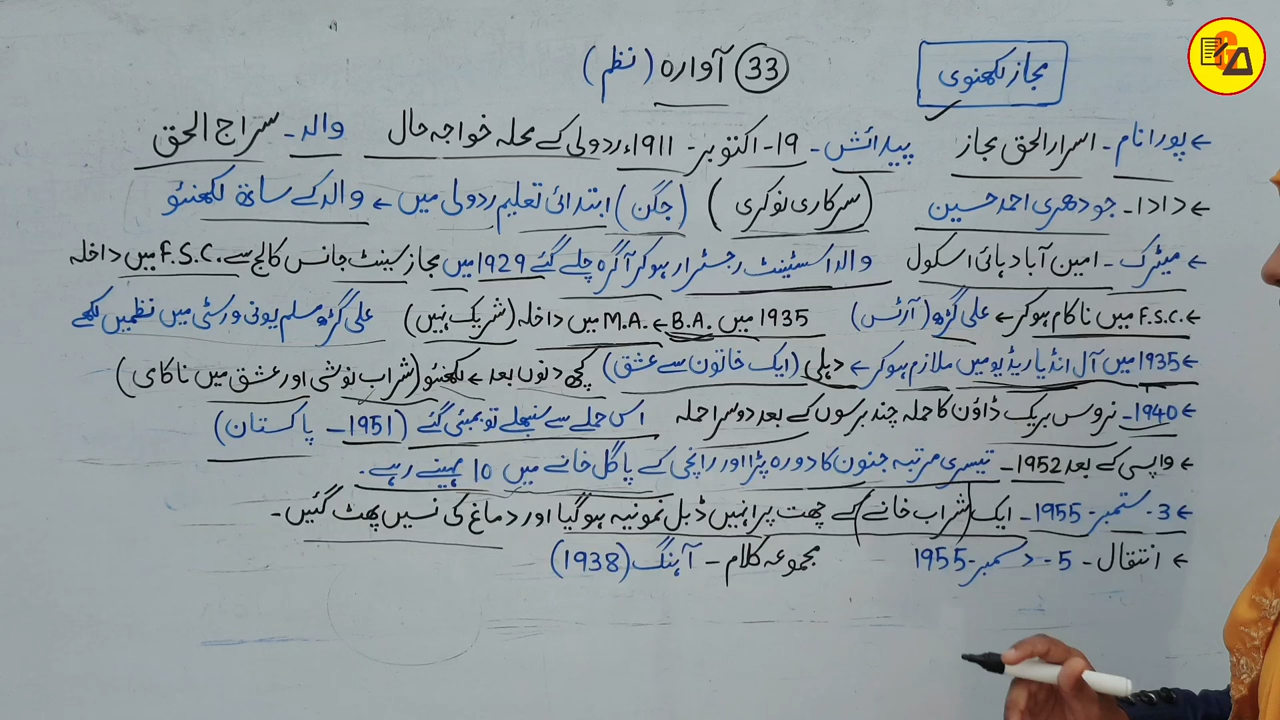 مجاز لکھنوی
33 آوارہ (نظم)
← پورا نام - اسرارالحق مجاز پیدائش - 19 - اکتوبر - 1911ء ردولی کے محلہ خواجہ حال والد - سراج الحق
← دادا - چودھری احمد حسین (سرکاری نوکری) (جگن) ابتدائی تعلیم ردولی میں ← والد کے ساتھ لکھنئو
← میٹرک - امین آباد ہائی اسکول والد اسسٹینٹ رجسٹرار ہوکر آگرہ چلے گئے 1929 میں مجاز سینٹ جانس کالج سے F.S.C. میں داخلہ
← F.S.C. میں ناکام ہوکر ← علی گڑھ (آرٹس) 1935 میں B.A. ← M.A. میں داخلہ (شریک نہیں) علی گڑھ مسلم یونی ورسٹی میں نظمیں لکھے
← 1935 میں آل انڈیا ریڈیو میں ملازم ہوکر ← دہلی (ایک خاتون سے عشق) کچھ دنوں بعد ← لکھنئو (شراب نوشی اور عشق میں ناکامی)
← 1940 - نروس بریک ڈاؤن کا حملہ چند برسوں کے بعد دوسرا حملہ اس حملے سے سنبھلے تو بمبئی گئے (1951 - پاکستان)
← واپسی کے بعد 1952 - تیسری مرتبہ جنون کا دورہ پڑا اور رانچی کے پاگل خانے میں 10 مہینے رہے۔
← 3 - ستمبر - 1955 - ایک (شراب خانے) کے چھت پر انہیں ڈبل نمونیہ ہوگیا اور دماغ کی نسیں پھٹ گئیں۔
← انتقال - 5 - دسمبر - 1955 مجموعہ کلام - آہنگ (1938)